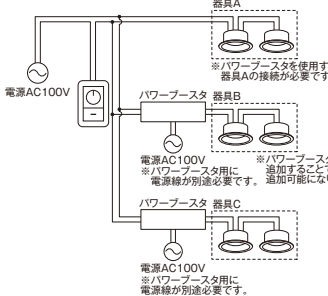 器具A
※パワーブースタを使用す
器具Aの接続が必要です
電源AC100V
パワーブースタ 器具B
電源AC100V
※パワーブースタ用に
電源線が別途必要です。
※パワーブースタ
追加することで
追加可能にな
パワーブースタ 器具C
電源AC100V
※パワーブースタ用に
電源線が別途必要です。